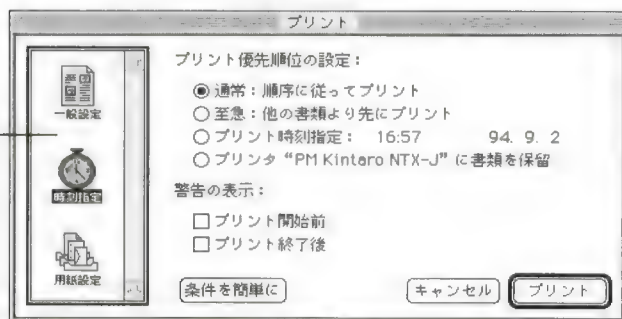 プリント
一般設定
時刻指定
用紙設定
プリント優先順位の設定：
通常：順序に従ってプリント
至急：他の書類より先にプリント
プリント時刻指定： 16:57 94. 9. 2
プリンタ“PM Kintaro NTX-J”に書類を保留
警告の表示：
プリント開始前
プリント終了後
条件を簡単に
キャンセル
プリント